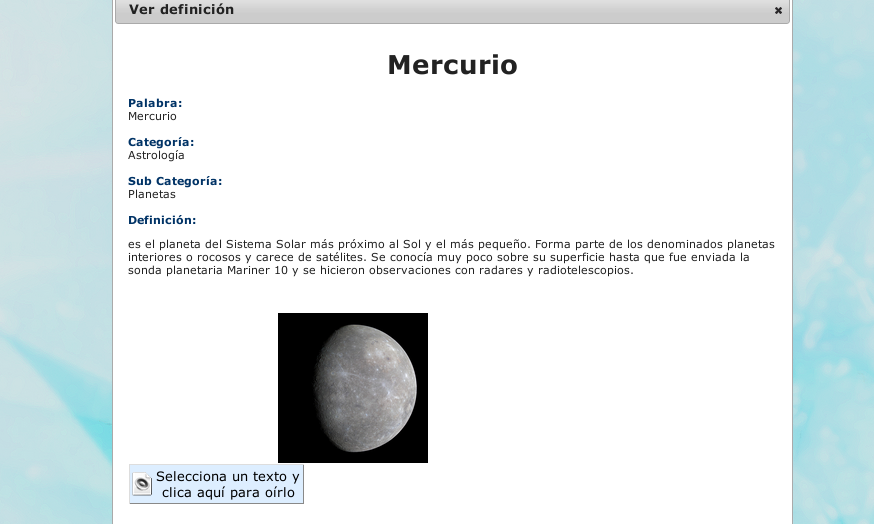 Ver definición
Mercurio
Palabra:
Mercurio
Categoría:
Astrología
Sub Categoría:
Planetas
Definición:
es el planeta del Sistema Solar más próximo al Sol y el más pequeño. Forma parte de los denominados planetas
interiores o rocosos y carece de satélites. Se conocía muy poco sobre su superficie hasta que fue enviada la
sonda planetaria Mariner 10 y se hicieron observaciones con radares y radiotelescopios.
Selecciona un texto y
clica aquí para oírlo